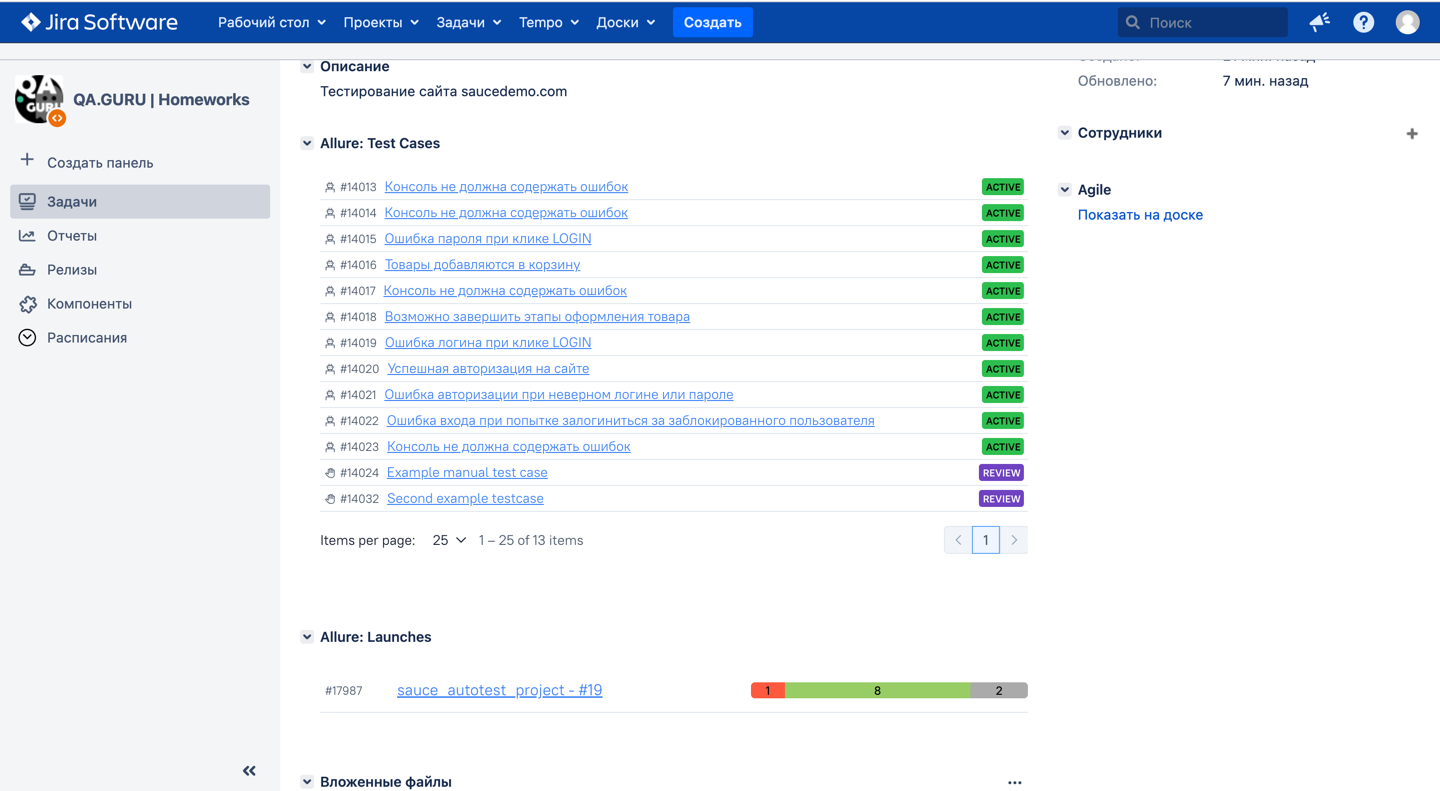 Jira Software
Рабочий стол Проекты Задачи Tempo Доски Создать Поиск
QA.GURU | Homeworks
Создать панель
Задачи
Отчеты
Релизы
Компоненты
Расписания
Описание
Тестирование сайта saucedemo.com
Allure: Test Cases
#14013 Консоль не должна содержать ошибок ACTIVE
#14014 Консоль не должна содержать ошибок ACTIVE
#14015 Ошибка пароля при клике LOGIN ACTIVE
#14016 Товары добавляются в корзину ACTIVE
#14017 Консоль не должна содержать ошибок ACTIVE
#14018 Возможно завершить этапы оформления товара ACTIVE
#14019 Ошибка логина при клике LOGIN ACTIVE
#14020 Успешная авторизация на сайте ACTIVE
#14021 Ошибка авторизации при неверном логине или пароле ACTIVE
#14022 Ошибка входа при попытке залогиниться за заблокированного пользователя ACTIVE
#14023 Консоль не должна содержать ошибок ACTIVE
#14024 Example manual test case REVIEW
#14032 Second example testcase REVIEW
Items per page: 25 1 – 25 of 13 items 1
Allure: Launches
#17987 sauce_autotest_project - #19 1 8 2
Вложенные файлы
Обновлено: 7 мин. назад
Сотрудники
Agile
Показать на доске